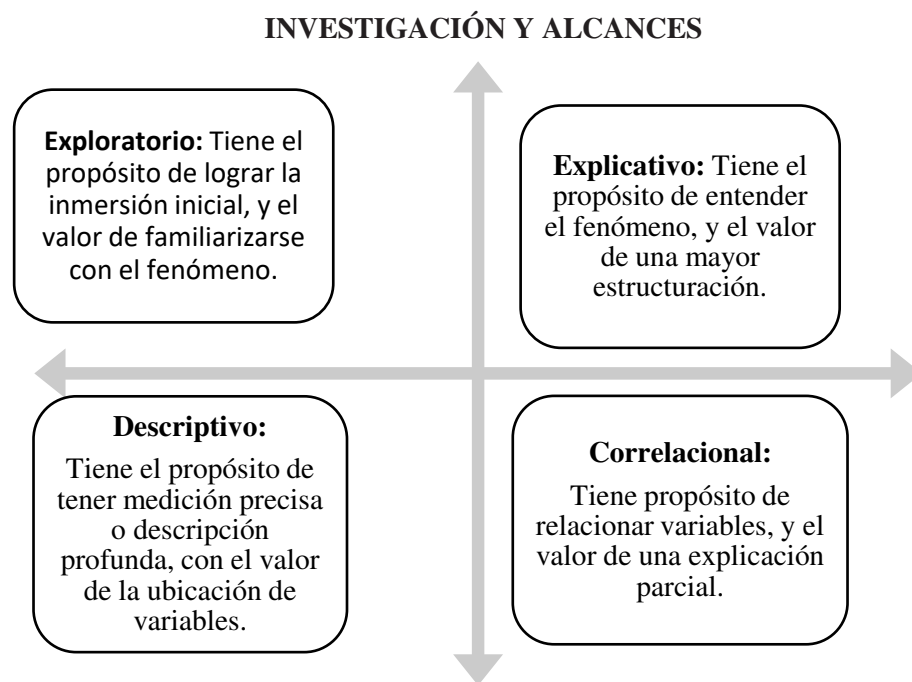 INVESTIGACIÓN Y ALCANCES
Exploratorio: Tiene el
propósito de lograr la
inmersión inicial, y el
valor de familiarizarse
con el fenómeno.
Explicativo: Tiene el
propósito de entender
el fenómeno, y el valor
de una mayor
estructuración.
Descriptivo:
Tiene el propósito de
tener medición precisa
o descripción
profunda, con el valor
de la ubicación de
variables.
Correlacional:
Tiene propósito de
relacionar variables, y el
valor de una explicación
parcial.